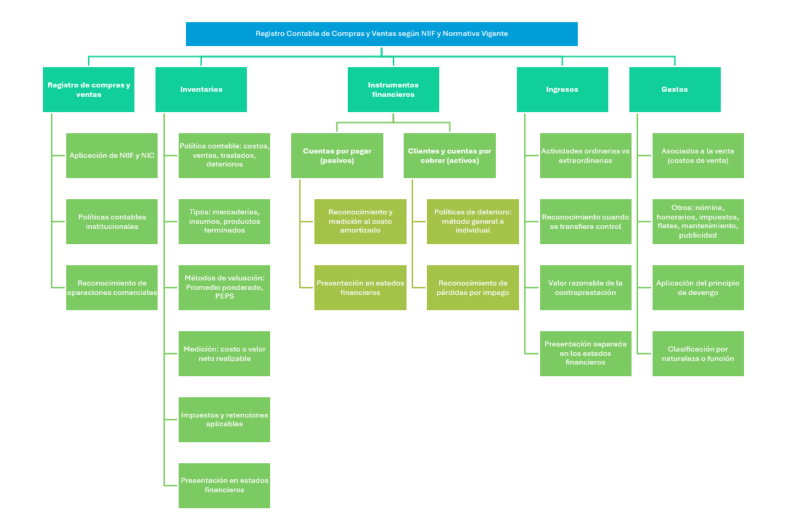 Registro Contable de Compras y Ventas según NIIF y Normativa Vigente
Registro de compras y
ventas
Aplicación de NIIF y NIC
Políticas contables
institucionales
Reconocimiento de
operaciones comerciales
Inventarios
Política contable: costos,
ventas, traslados,
deterioros
Tipos: mercaderías,
insumos, productos
terminados
Métodos de valuación:
Promedio ponderado,
PEPS
Medición: costo o valor
neto realizable
Impuestos y retenciones
aplicables
Presentación en estados
financieros
Instrumentos
financieros
Cuentas por pagar
(pasivos)
Reconocimiento y
medición al costo
amortizado
Presentación en estados
financieros
Clientes y cuentas por
cobrar (activos)
Políticas de deterioro:
método general e
individual
Reconocimiento de
pérdidas por impago
Ingresos
Actividades ordinarias vs
extraordinarias
Reconocimiento cuando
se transfiere control
Valor razonable de la
contraprestación
Presentación separada
en los estados
financieros
Gastos
Asociados a la venta
(costos de venta)
Otros: nómina,
honorarios, impuestos,
fletes, mantenimiento,
publicidad
Aplicación del principio
de devengo
Clasificación por
naturaleza o función